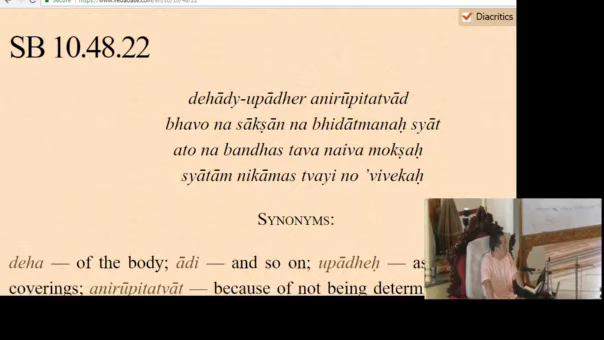 Diacritics
SB 10.48.22
dehādy-upādher anirūpitatvād
bhavo na sākṣān na bhidātmanaḥ syāt
ato na bandhas tava naiva mokṣaḥ
syātām nikāmas tvayi no ’vivekaḥ
SYNONYMS:
deha — of the body; ādi — and so on; upādheḥ — as
coverings; anirūpitatvāt — because of not being determ